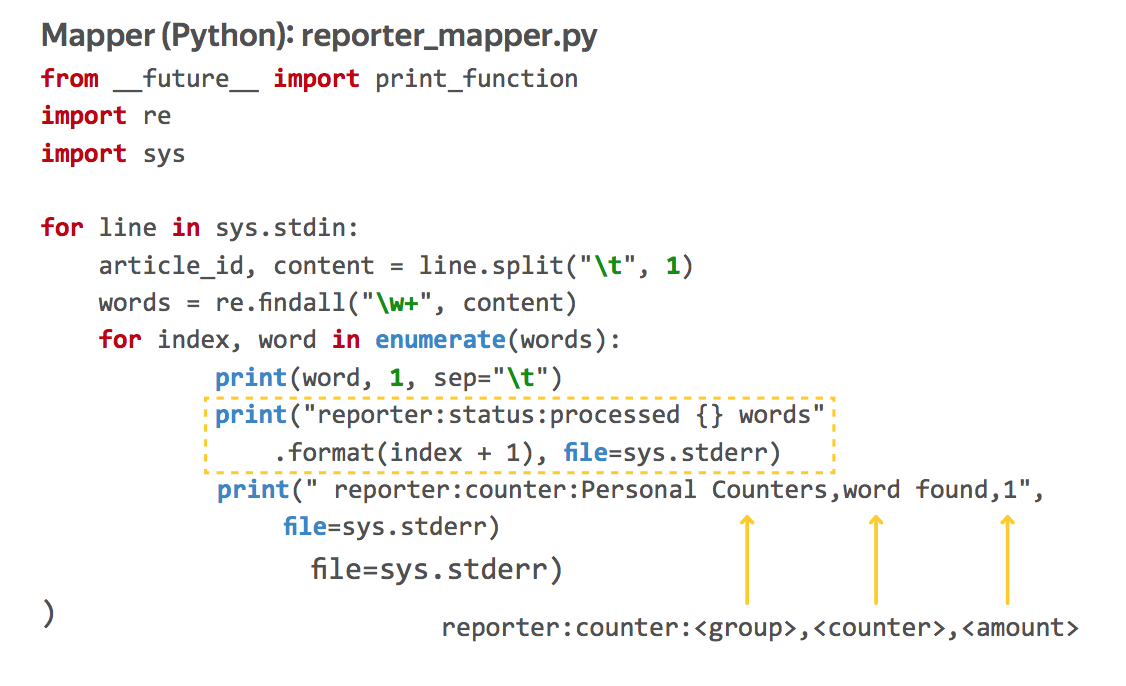 Mapper (Python): reporter_mapper.py
from __future__ import print_function
import re
import sys
for line in sys.stdin:
article_id, content = line.split("\t", 1)
words = re.findall("\w+", content)
for index, word in enumerate(words):
print(word, 1, sep="\t")
print("reporter:status:processed {} words"
.format(index + 1), file=sys.stderr)
print(" reporter:counter:Personal Counters,word found,1",
file=sys.stderr)
file=sys.stderr)
)
reporter:counter:<group>,<counter>,<amount>